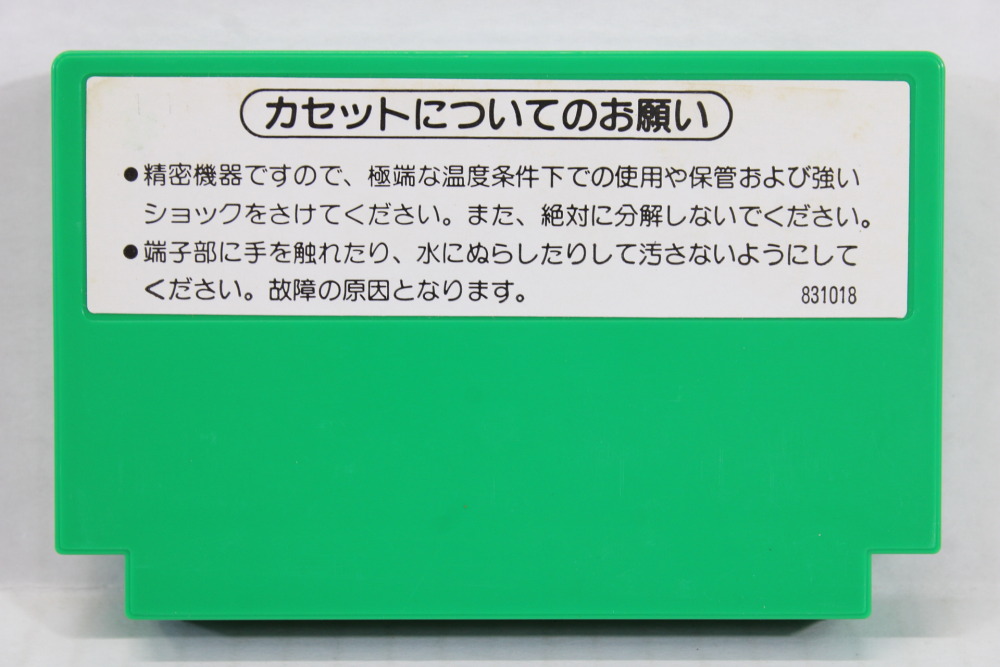 カセットについてのお願い
●精密機器ですので、極端な温度条件下での使用や保管および強い
ショックをさけてください。また、絶対に分解しないでください。
●端子部に手を触れたり、水にぬらしたりして汚さないようにして
ください。故障の原因となります。
831018